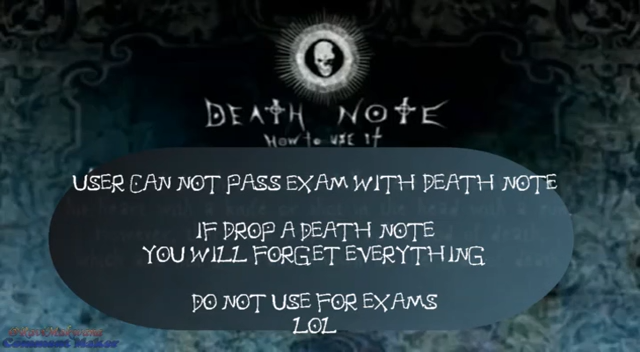 DEATH NOTE
HOW TO USE IT
USER CAN NOT PASS EXAM WITH DEATH NOTE
IF DROP A DEATH NOTE
YOU WILL FORGET EVERYTHING
DO NOT USE FOR EXAMS
LOL